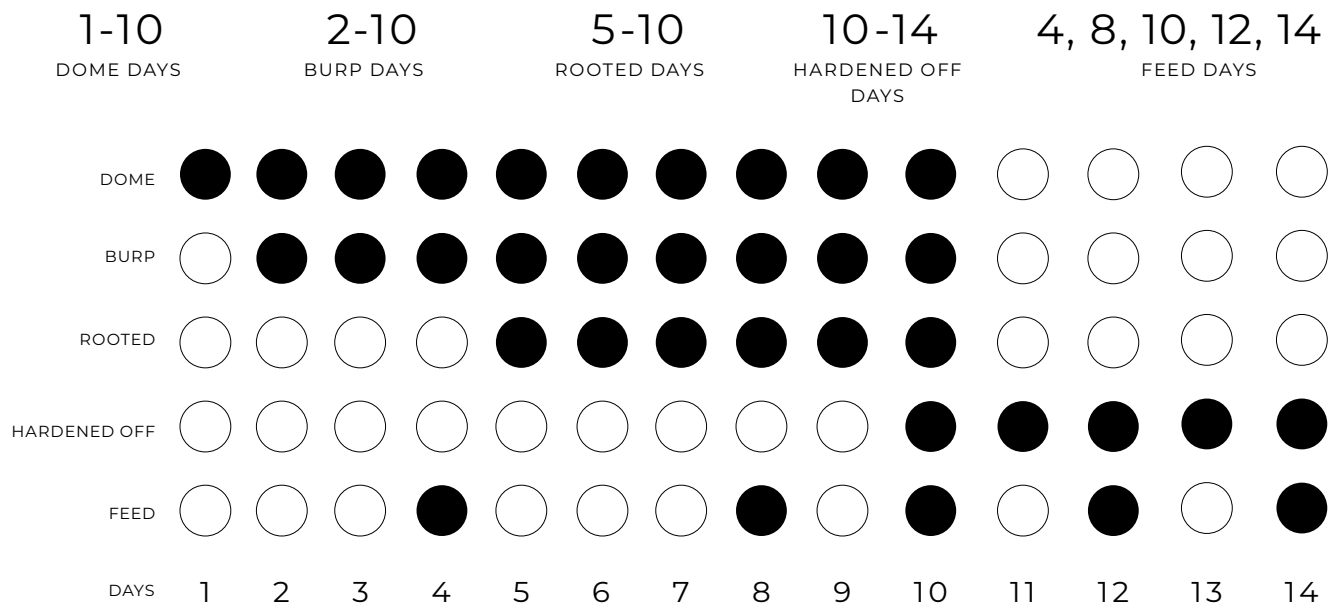 1-10
DOME DAYS
2-10
BURP DAYS
5-10
ROOTED DAYS
10-14
HARDENED OFF
DAYS
4, 8, 10, 12, 14
FEED DAYS
DOME
BURP
ROOTED
HARDENED OFF
FEED
DAYS 1 2 3 4 5 6 7 8 9 10 11 12 13 14